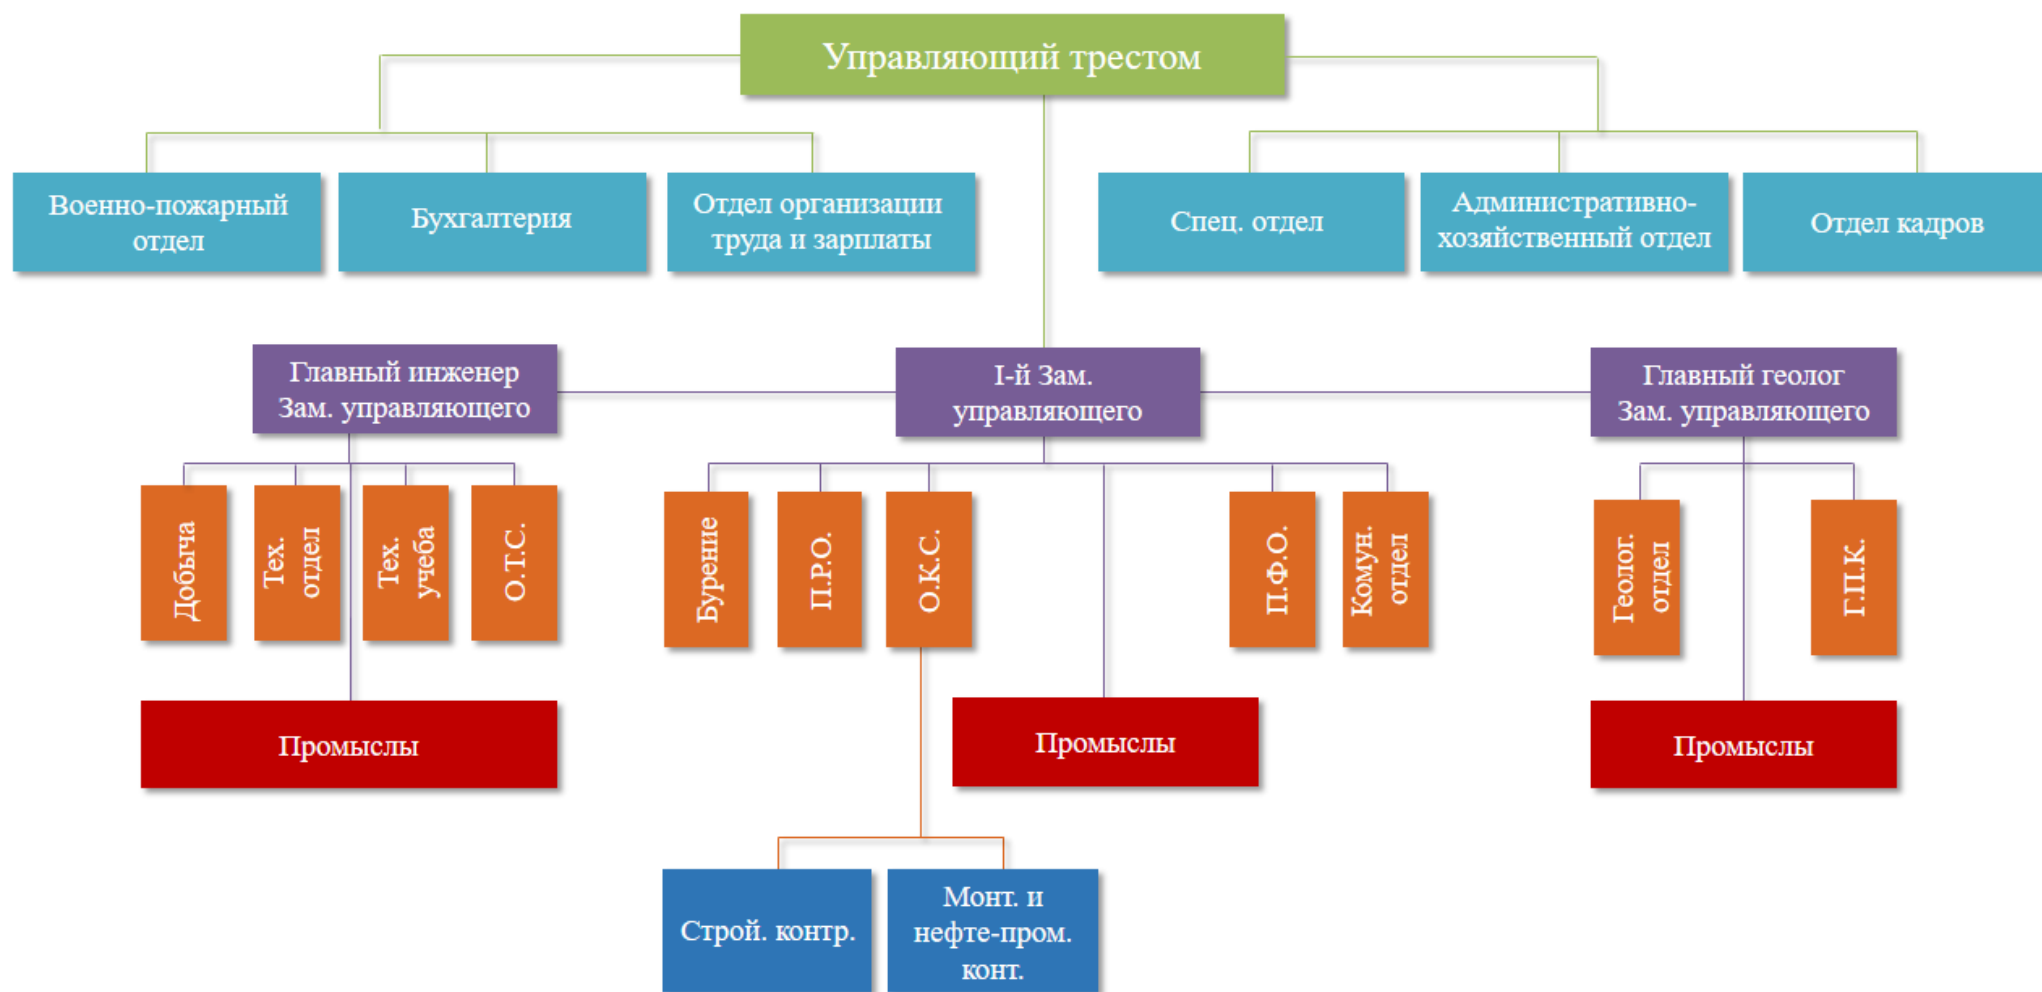 Управляющий трестом
Военно-пожарный
отдел
Бухгалтерия
Отдел организации
труда и зарплаты
Спец. отдел
Административно-
хозяйственный отдел
Отдел кадров
Главный инженер
Зам. управляющего
I-й Зам.
управляющего
Главный геолог
Зам. управляющего
Добыча
Тех.
отдел
Тех.
учеба
О.Т.С.
Бурение
П.Р.О.
О.К.С.
П.Ф.О.
Комун.
отдел
Геолог.
отдел
Г.П.К.
Промыслы
Промыслы
Промыслы
Строй. контр.
Монт. и
нефте-пром.
конт.